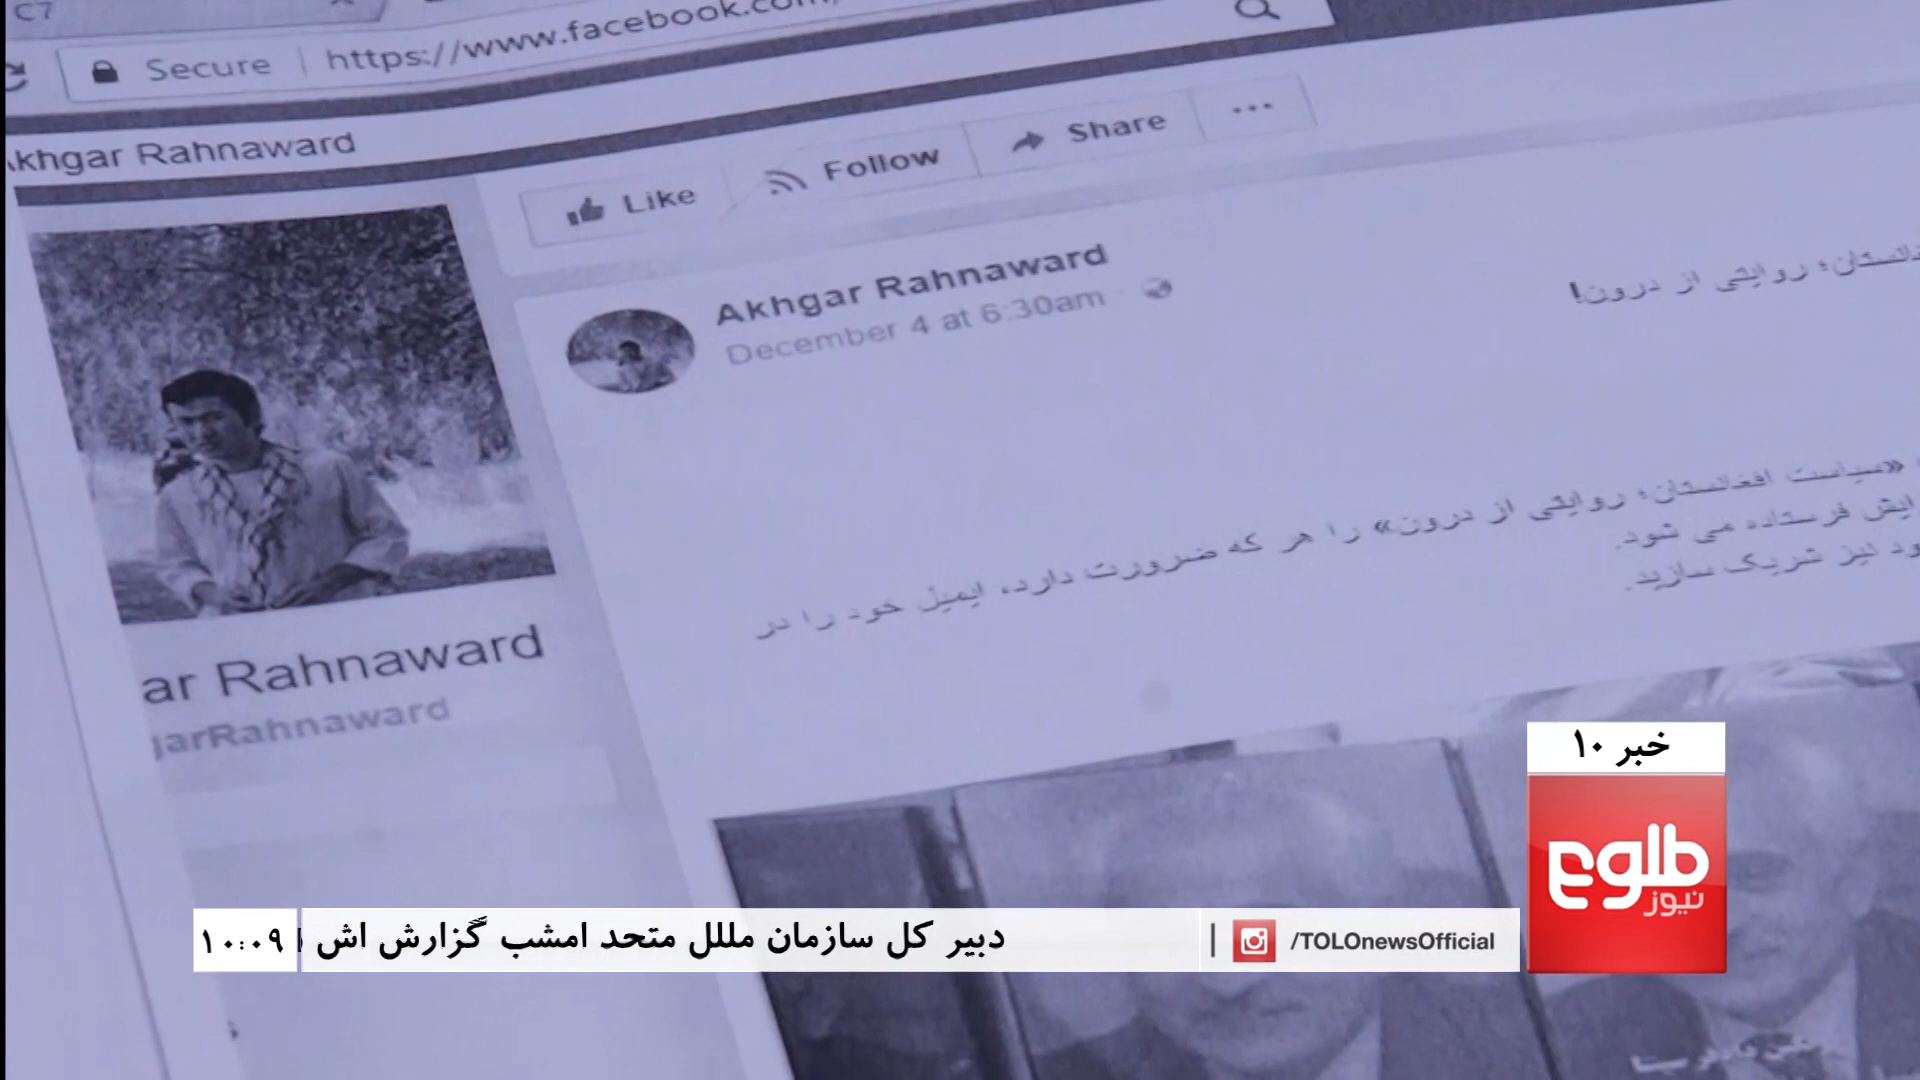 C7
Secure https://www.facebook.com/
khgar Rahnaward
Like Follow Share ...
Akhgar Rahnaward
December 4 at 6:30am
روایتی از درون!
«سیاست افغانستان؛ روایتی از درون» را هر که ضرورت دارد، ایمیل خود را در
فرستاده می شود.
نیز شریک سازید.
ar Rahnaward
garRahnaward
خبر ۱۰
طلوع
نیوز
دبیر کل سازمان مللل متحد امشب گزارش اش
/TOLOnewsOfficial
۱۰:۰۹